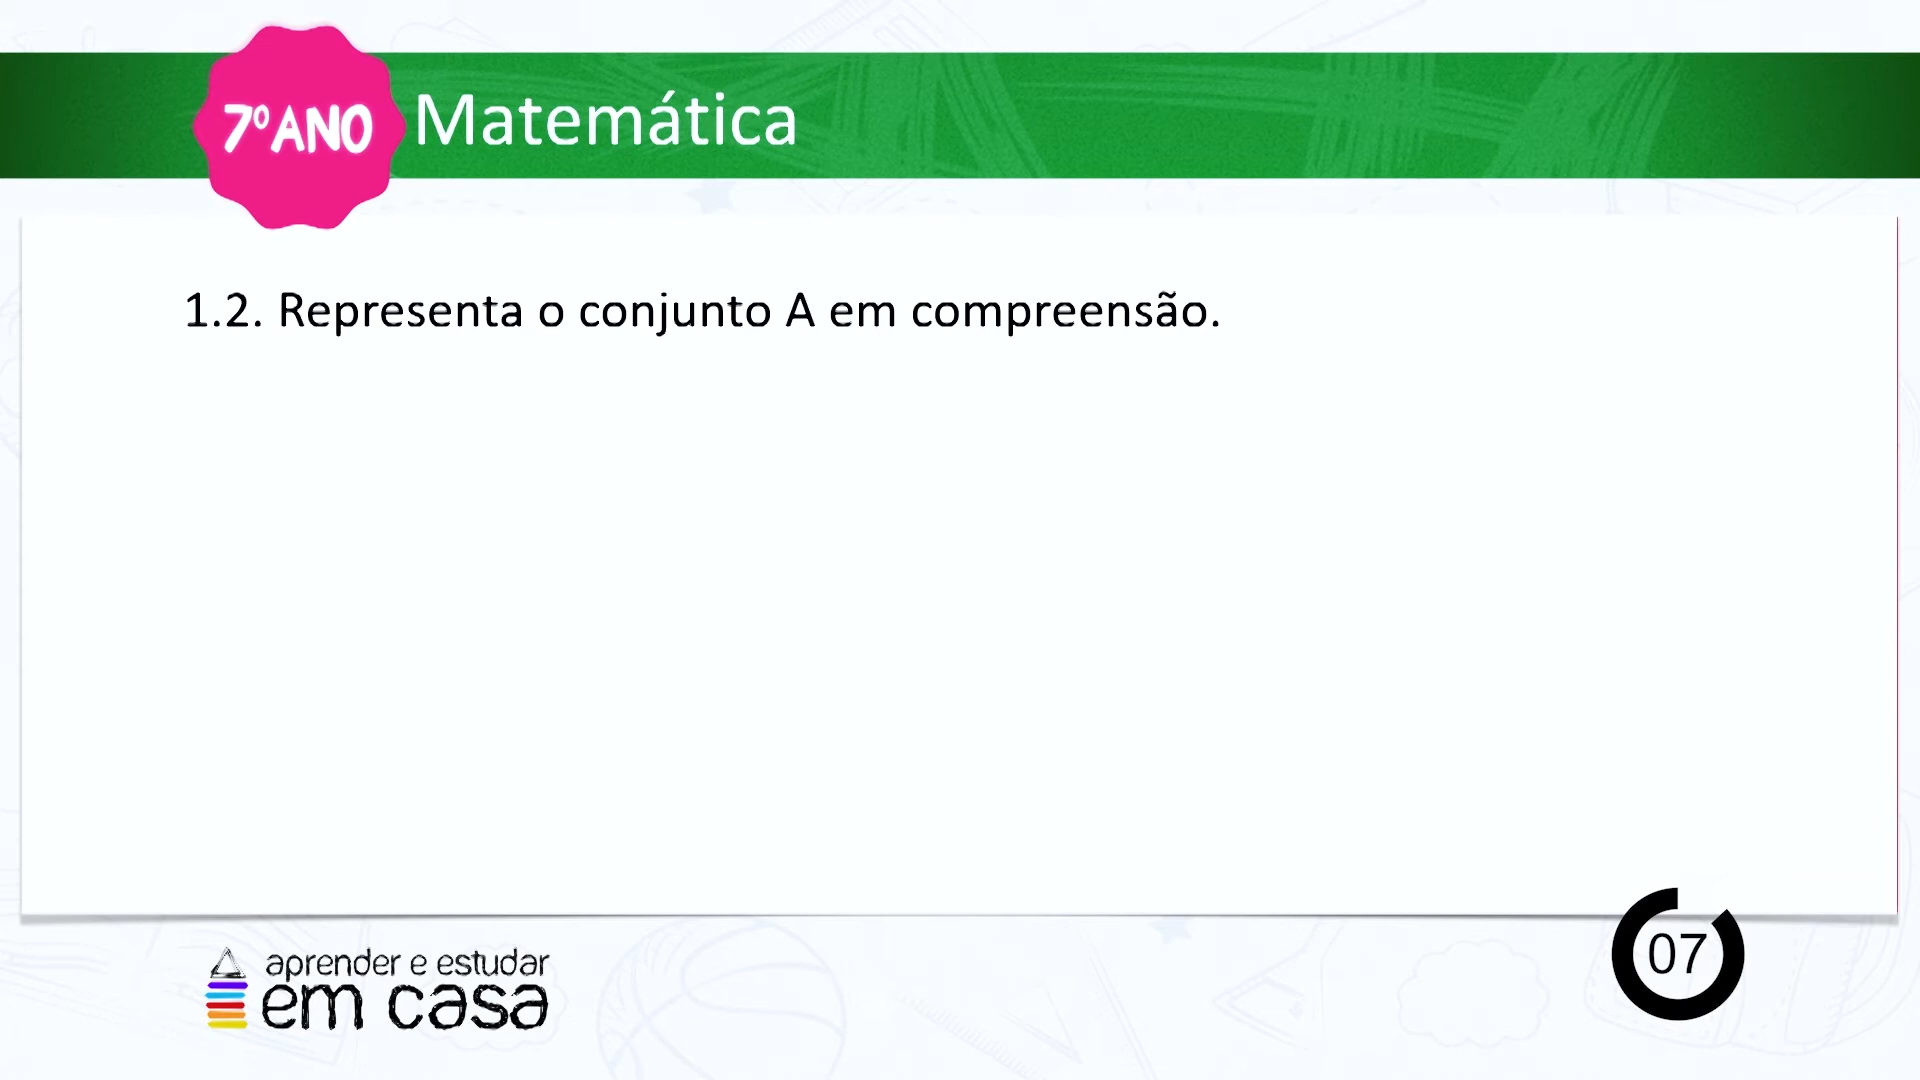 7ºANO Matemática
1.2. Representa o conjunto A em compreensão.
aprender e estudar
em casa
07